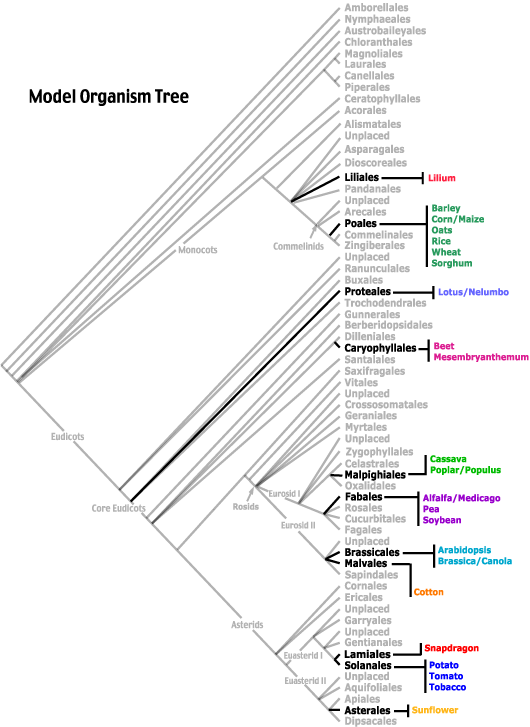 Model Organism Tree
Amborellales
Nymphaeales
Austrobaileyales
Chloranthales
Magnoliales
Laurales
Canellales
Piperales
Ceratophyllales
Acorales
Alismatales
Unplaced
Asparagales
Dioscoreales
Liliales
Lilium
Pandanales
Unplaced
Arecales
Poales
Barley
Corn/Maize
Oats
Rice
Wheat
Sorghum
Commelinales
Zingiberales
Commelinids
Monocots
Unplaced
Ranunculales
Buxales
Proteales
Lotus/Nelumbo
Trochodendrales
Gunnerales
Berberidopsidales
Dilleniales
Caryophyllales
Beet
Mesembryanthemum
Santalales
Saxifragales
Vitales
Unplaced
Crossosomatales
Geraniales
Myrtales
Unplaced
Eudicots
Zygophyllales
Celastrales
Malpighiales
Cassava
Poplar/Populus
Oxalidales
Eurosid I
Rosids
Core Eudicots
Fabales
Alfalfa/Medicago
Pea
Soybean
Rosales
Cucurbitales
Fagales
Eurosid II
Unplaced
Brassicales
Arabidopsis
Brassica/Canola
Malvales
Cotton
Sapindales
Cornales
Ericales
Unplaced
Garryales
Unplaced
Gentianales
Asterids
Euasterid I
Lamiales
Snapdragon
Solanales
Potato
Tomato
Tobacco
Unplaced
Aquifoliales
Euasterid II
Apiales
Asterales
Sunflower
Dipsacales